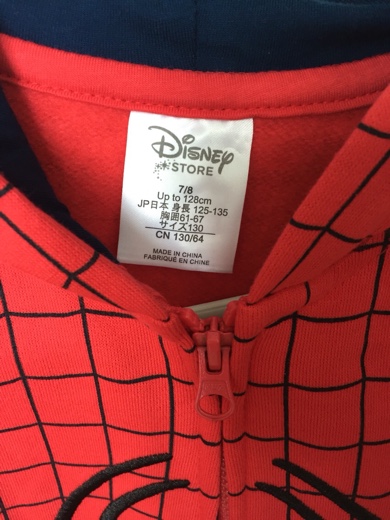 Disney
STORE
7/8
Up to 128cm
JP日本 身長 125-135
胸囲61-67
サイズ130
CN 130/64
MADE IN CHINA
FABRIQUÉ EN CHINE